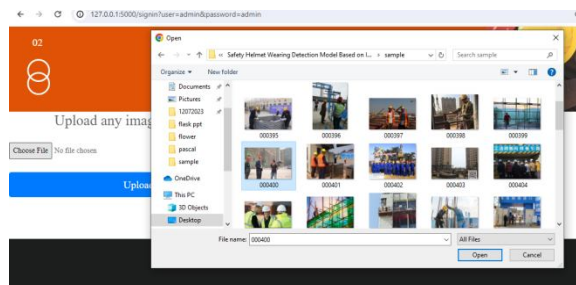 127.0.0.1:5000/signin?user=admin&password=admin
02
Open
« Safety Helmet Wearing Detection Model Based on I... › sample
Search sample
Organize
New folder
Documents
Pictures
12072023
flask ppt
flower
pascal
sample
OneDrive
This PC
3D Objects
Desktop
000395
000396
000397
000398
000399
000400
000401
000402
000403
000404
Upload any imag
Choose File No file chosen
Uploa
File name: 000400
All Files
Open
Cancel